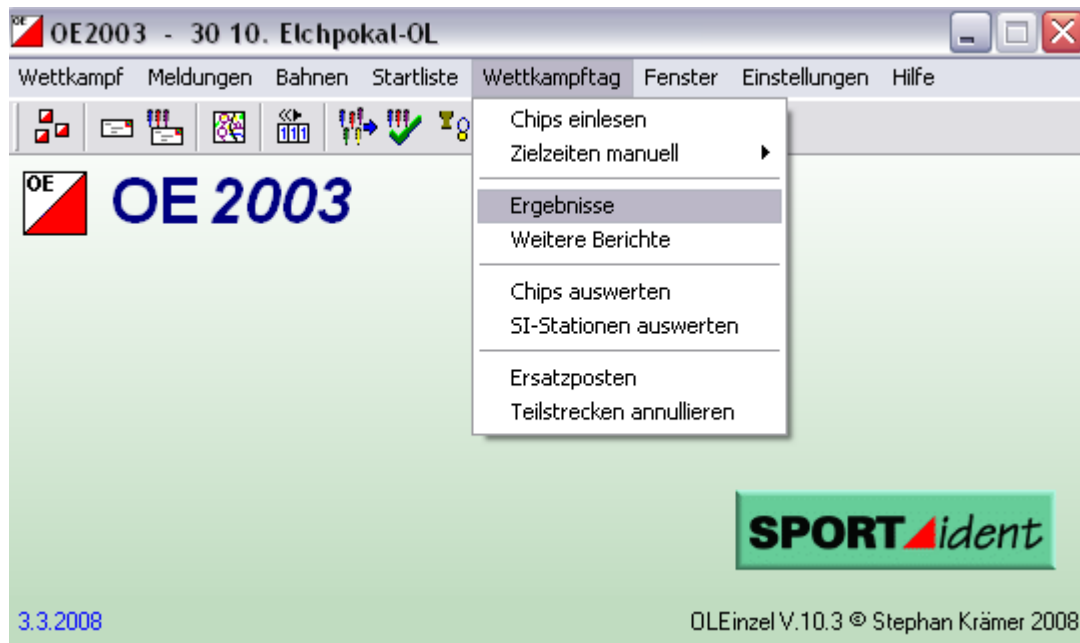 OE OE2003 - 30 10. Elchpokal-OL
Wettkampf Meldungen Bahnen Startliste Wettkampftag Fenster Einstellungen Hilfe
Chips einlesen
Zielzeiten manuell
Ergebnisse
Weitere Berichte
Chips auswerten
SI-Stationen auswerten
Ersatzposten
Teilstrecken annullieren
OE OE 2003
SPORTident
3.3.2008 OLEinzel V.10.3 © Stephan Krämer 2008